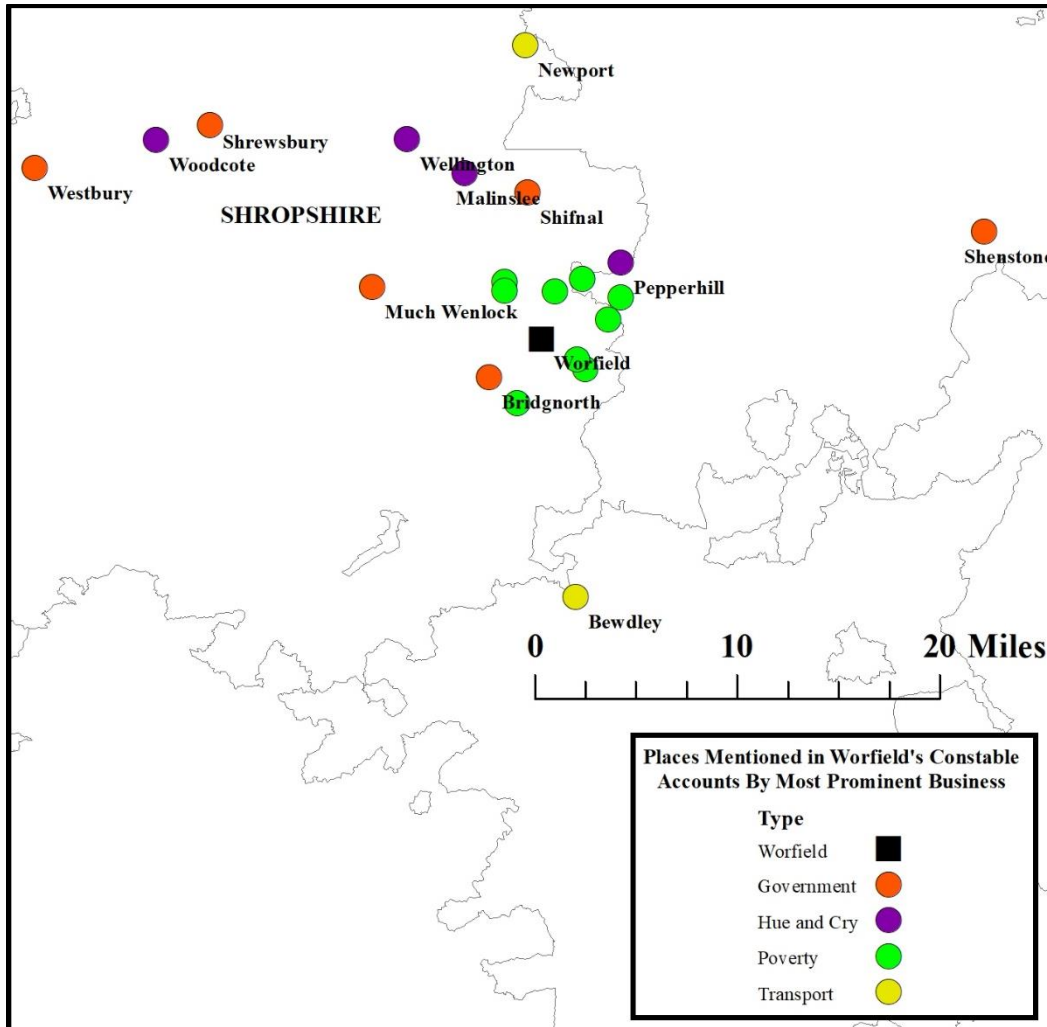 Newport
Shrewsbury
Woodcote
Wellington
Westbury
Malinslee
SHROPSHIRE
Shifnal
Shenstone
Pepperhill
Much Wenlock
Worfield
Bridgnorth
Bewdley
0 10 20 Miles
Places Mentioned in Worfield's Constable
Accounts By Most Prominent Business
Type
Worfield
Government
Hue and Cry
Poverty
Transport